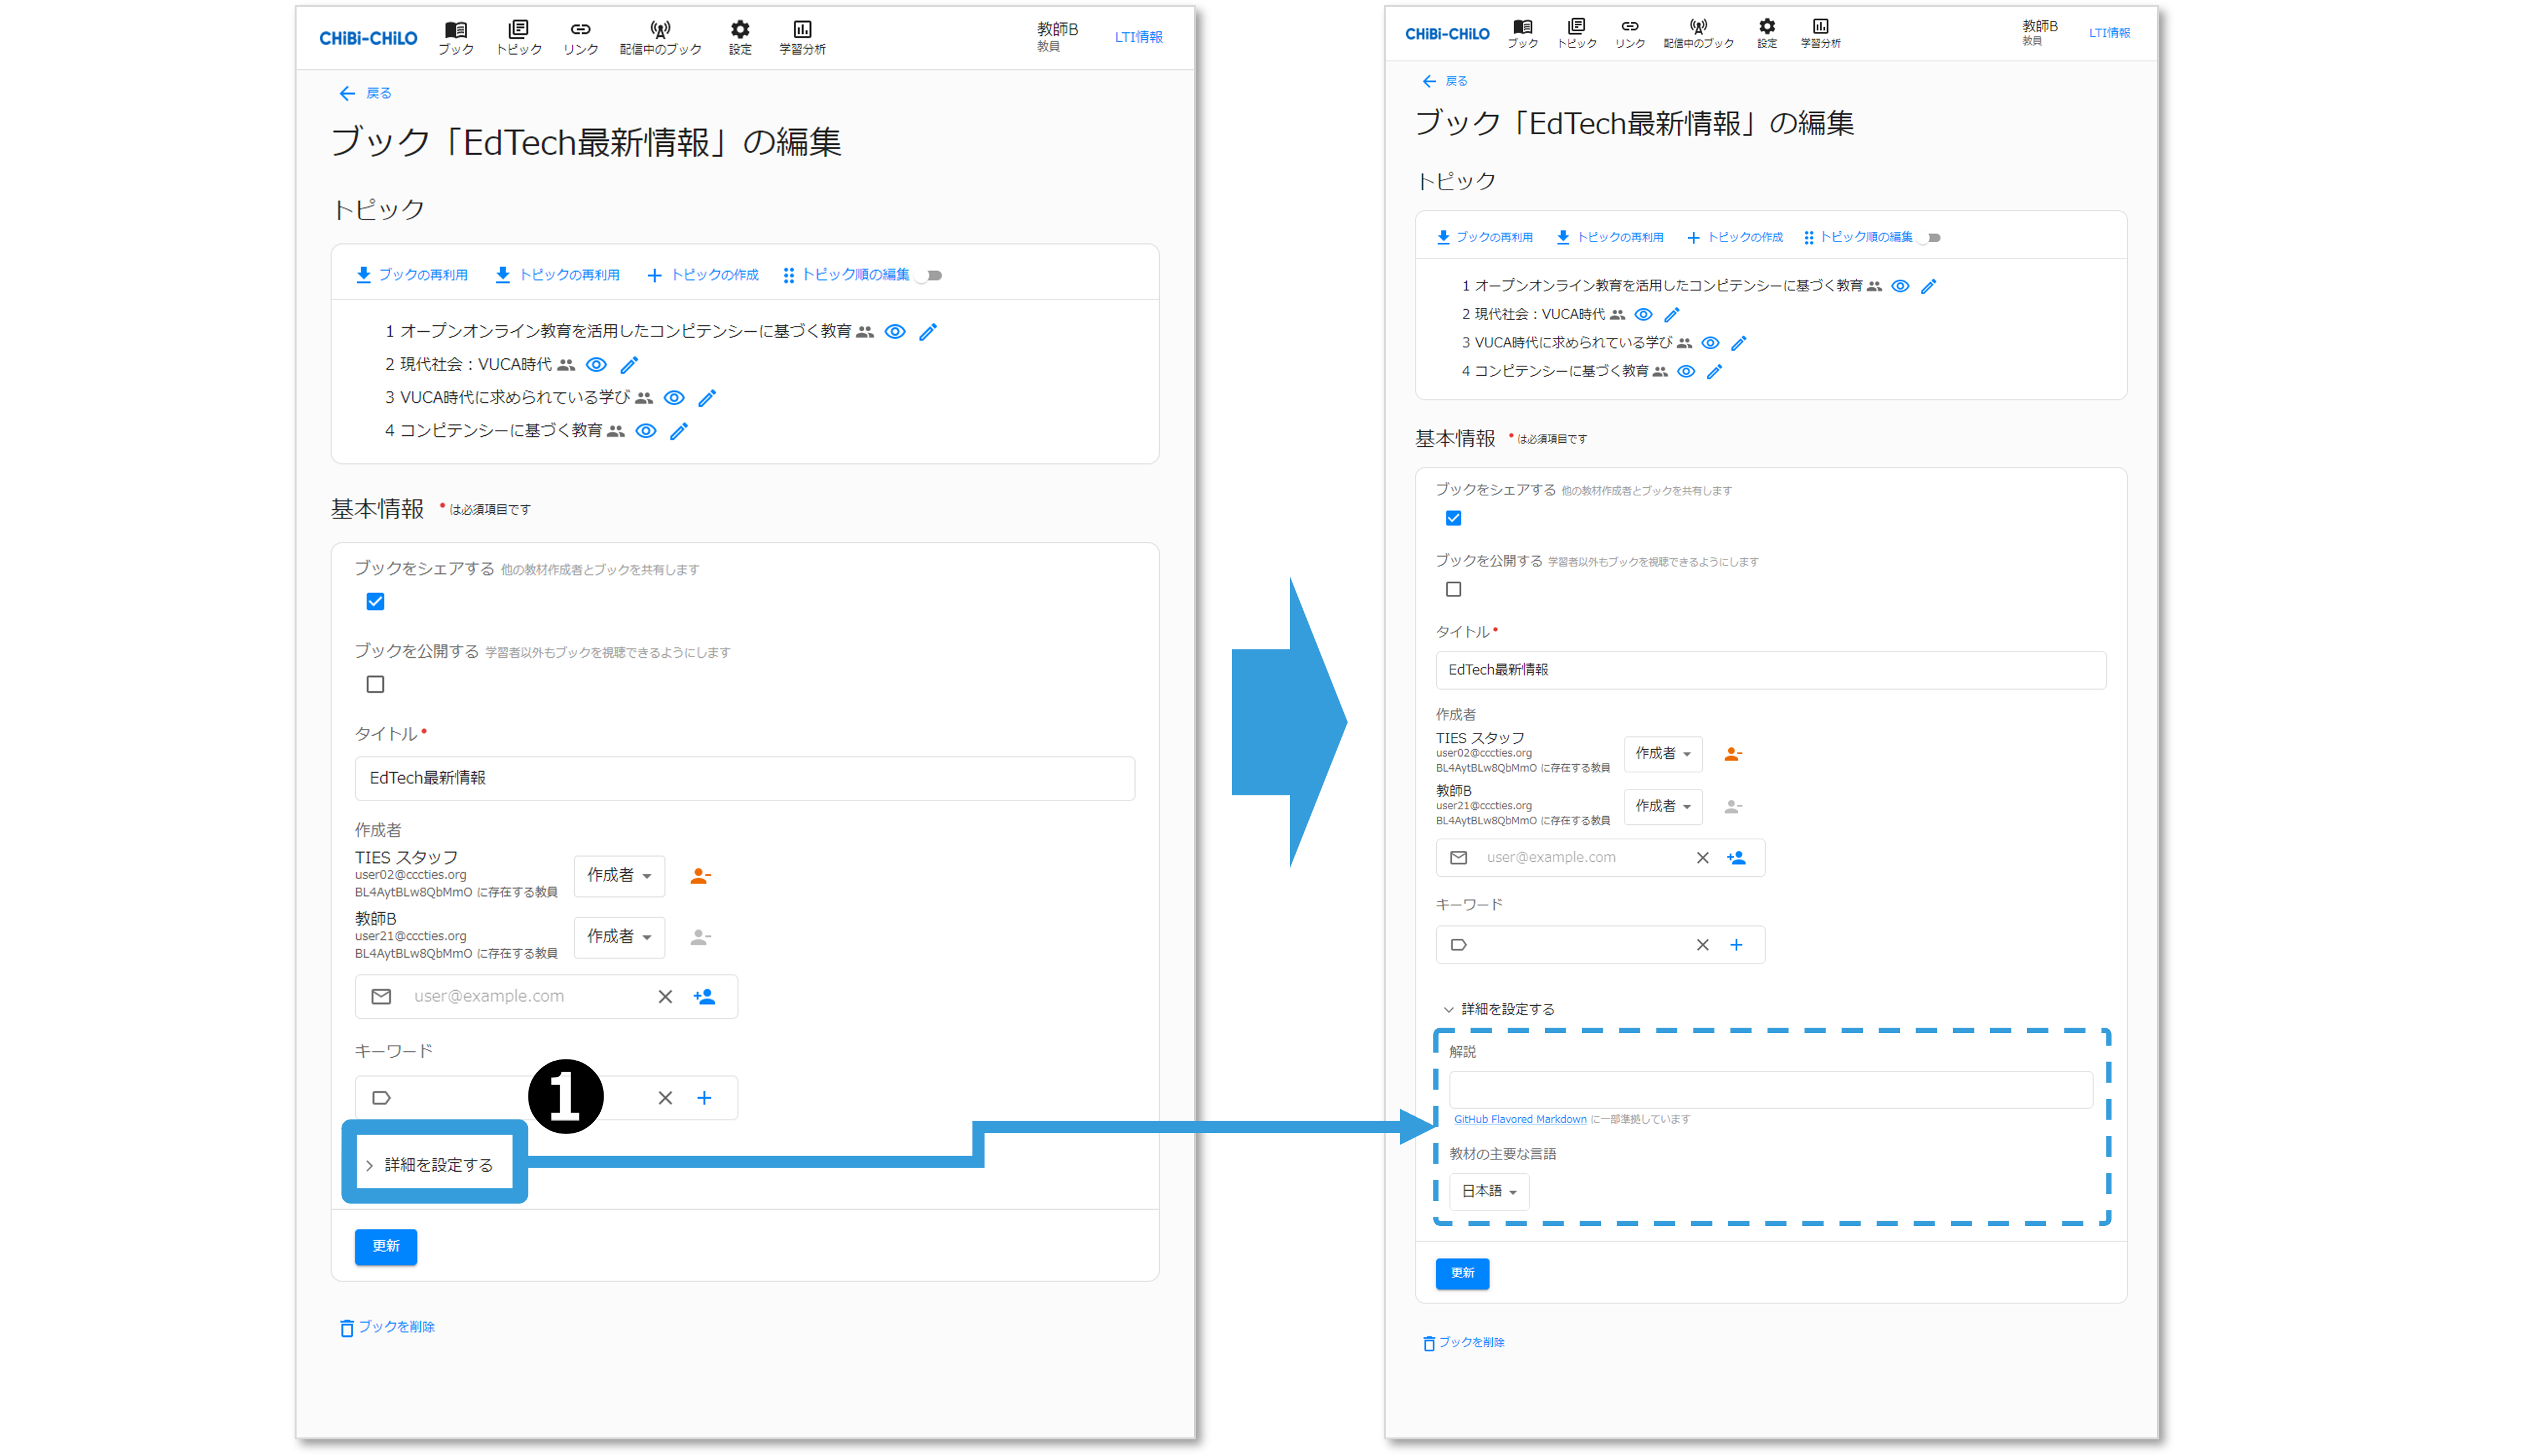 CHiBi-CHiLO ブック トピック リンク 配信中のブック 設定 学習分析 教師B 教員 LTI情報
戻る
ブック「EdTech最新情報」の編集
トピック
ブックの再利用 トピックの再利用 トピックの作成 トピック順の編集
1 オープンオンライン教育を活用したコンピテンシーに基づく教育
2 現代社会：VUCA時代
3 VUCA時代に求められている学び
4 コンピテンシーに基づく教育
基本情報 * は必須項目です
ブックをシェアする 他の教材作成者とブックを共有します
ブックを公開する 学習者以外もブックを視聴できるようにします
タイトル *
EdTech最新情報
作成者
TIES スタッフ
user02@cccties.org
BL4AytBLw8QbMmO に存在する教員
作成者
教師B
user21@cccties.org
BL4AytBLw8QbMmO に存在する教員
作成者
user@example.com
キーワード
1
詳細を設定する
更新
ブックを削除
CHiBi-CHiLO ブック トピック リンク 配信中のブック 設定 学習分析 教師B 教員 LTI情報
戻る
ブック「EdTech最新情報」の編集
トピック
ブックの再利用 トピックの再利用 トピックの作成 トピック順の編集
1 オープンオンライン教育を活用したコンピテンシーに基づく教育
2 現代社会：VUCA時代
3 VUCA時代に求められている学び
4 コンピテンシーに基づく教育
基本情報 * は必須項目です
ブックをシェアする 他の教材作成者とブックを共有します
ブックを公開する 学習者以外もブックを視聴できるようにします
タイトル *
EdTech最新情報
作成者
TIES スタッフ
user02@cccties.org
BL4AytBLw8QbMmO に存在する教員
作成者
教師B
user21@cccties.org
BL4AytBLw8QbMmO に存在する教員
作成者
user@example.com
キーワード
詳細を設定する
解説
GitHub Flavored Markdown に一部準拠しています
教材の主要な言語
日本語
更新
ブックを削除